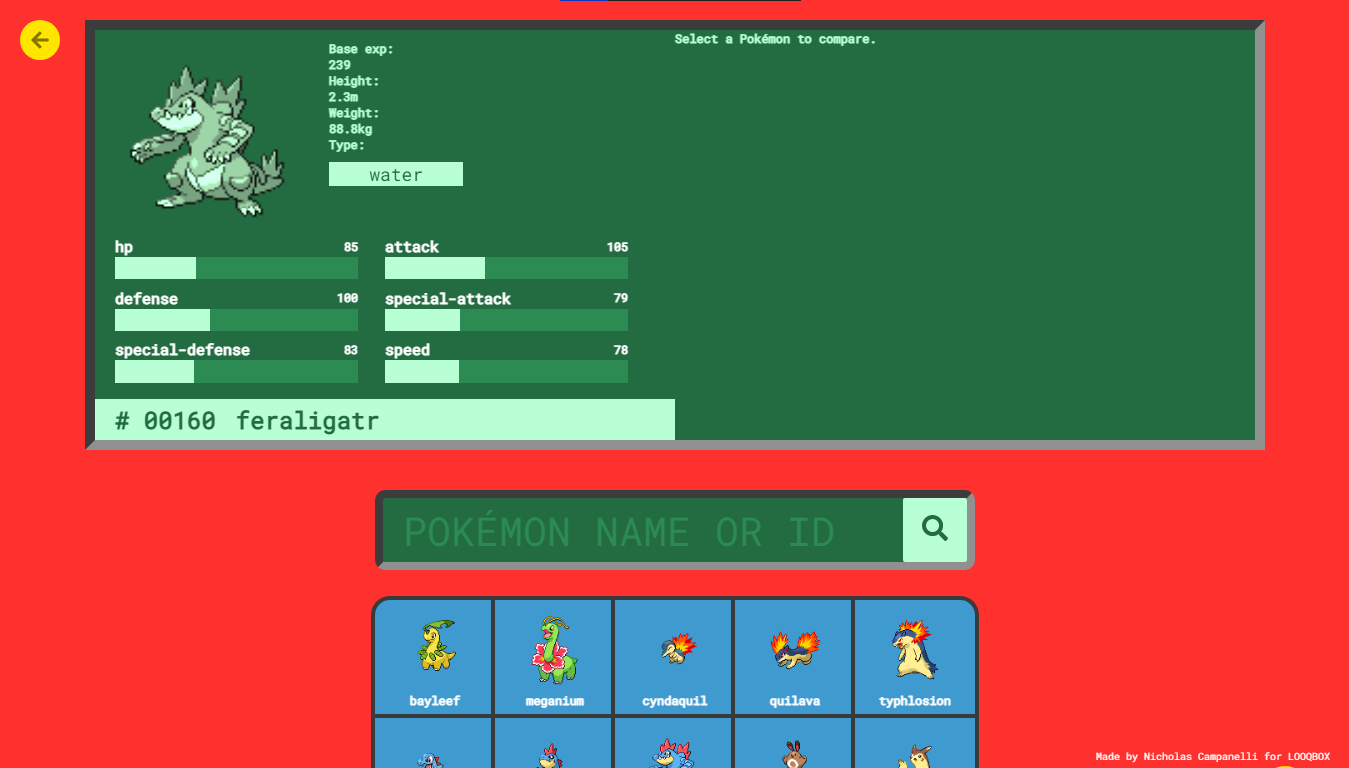 Select a Pokémon to compare.
Base exp:
239
Height:
2.3m
Weight:
88.8kg
Type:
water
hp 85
attack 105
defense 100
special-attack 79
special-defense 83
speed 78
# 00160 feraligatr
POKÉMON NAME OR ID
bayleef
meganium
cyndaquil
quilava
typhlosion
Made by Nicholas Campanelli for LOOQBOX